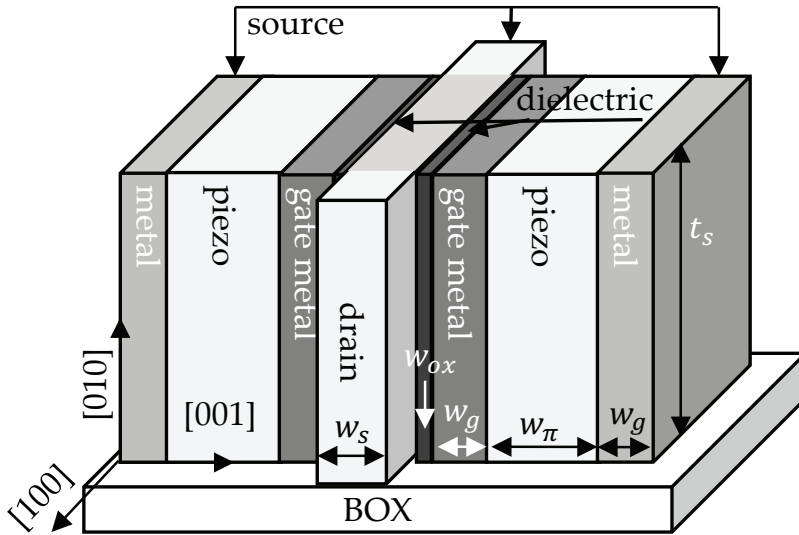 source
dielectric
metal
piezo
gate metal
drain
gate metal
piezo
metal
t_s
w_ox
[010]
[001]
w_s
w_g
w_π
w_g
[100]
BOX